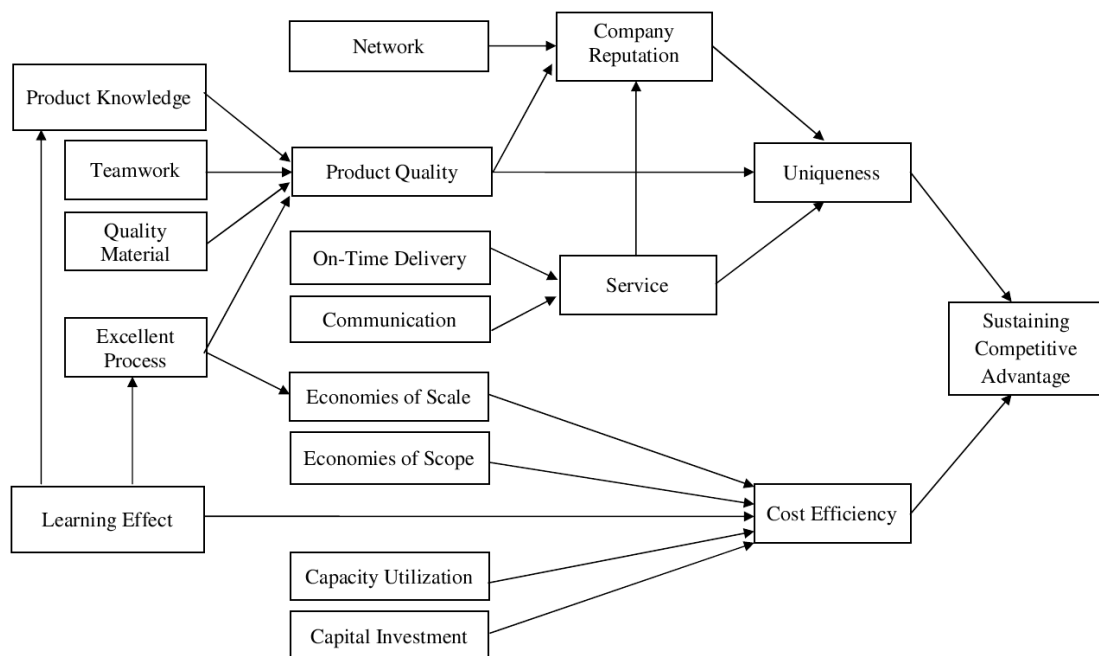 Company
Reputation
Network
Product Knowledge
Teamwork
Product Quality
Uniqueness
Quality
Material
On-Time Delivery
Service
Communication
Sustaining
Competitive
Advantage
Excellent
Process
Economies of Scale
Economies of Scope
Learning Effect
Cost Efficiency
Capacity Utilization
Capital Investment